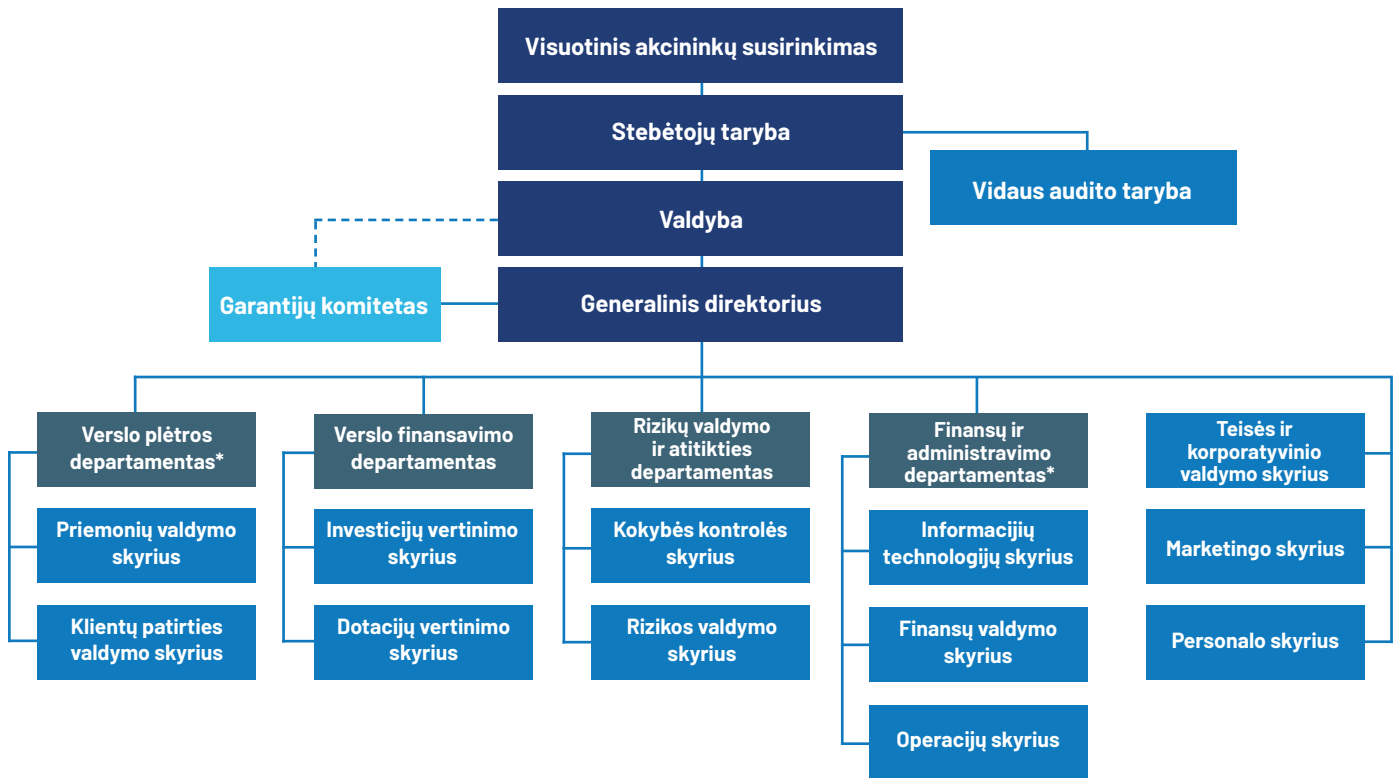 Visuotinis akcininkų susirinkimas
Stebėtojų taryba
Vidaus audito taryba
Valdyba
Garantijų komitetas
Generalinis direktorius
Verslo plėtros
departamentas*
Priemonių valdymo
skyrius
Klientų patirties
valdymo skyrius
Verslo finansavimo
departamentas
Investicijų vertinimo
skyrius
Dotacijų vertinimo
skyrius
Rizikų valdymo
ir atitikties
departamentas
Kokybės kontrolės
skyrius
Rizikos valdymo
skyrius
Finansų ir
administravimo
departamentas*
Informacijų
technologijų skyrius
Finansų valdymo
skyrius
Operacijų skyrius
Teisės ir
korporatyvinio
valdymo skyrius
Marketingo skyrius
Personalo skyrius